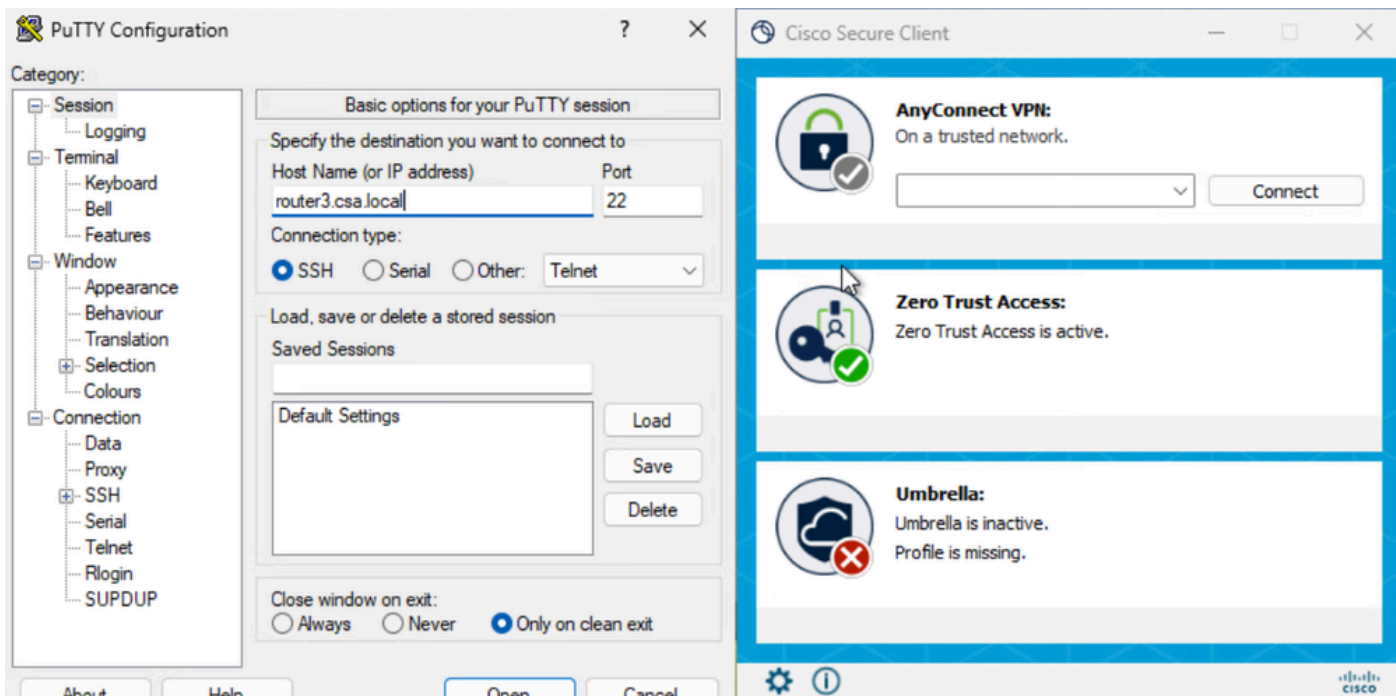 PuTTY Configuration
?
Category:
Session
Logging
Terminal
Keyboard
Bell
Features
Window
Appearance
Behaviour
Translation
Selection
Colours
Connection
Data
Proxy
SSH
Serial
Telnet
Rlogin
SUPDUP
Basic options for your PuTTY session
Specify the destination you want to connect to
Host Name (or IP address) Port
router3.csa.local 22
Connection type:
SSH Serial Other: Telnet
Load, save or delete a stored session
Saved Sessions
Default Settings
Load
Save
Delete
Close window on exit:
Always Never Only on clean exit
About Help Open Cancel
Cisco Secure Client
AnyConnect VPN:
On a trusted network.
Connect
Zero Trust Access:
Zero Trust Access is active.
Umbrella:
Umbrella is inactive.
Profile is missing.
cisco